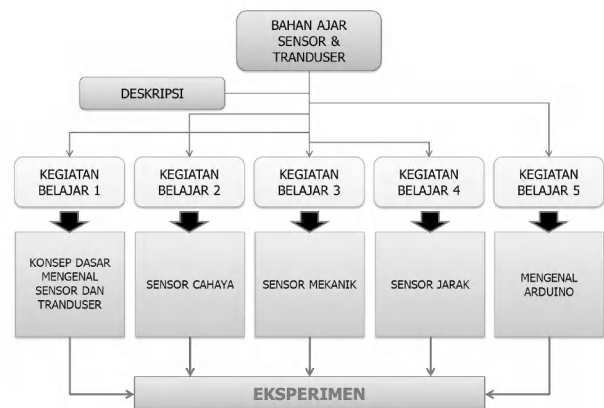 BAHAN AJAR
SENSOR &
TRANDUSER
DESKRIPSI
KEGIATAN
BELAJAR 1
KEGIATAN
BELAJAR 2
KEGIATAN
BELAJAR 3
KEGIATAN
BELAJAR 4
KEGIATAN
BELAJAR 5
KONSEP DASAR
MENGENAL
SENSOR DAN
TRANDUSER
SENSOR CAHAYA
SENSOR MEKANIK
SENSOR JARAK
MENGENAL
ARDUINO
EKSPERIMEN